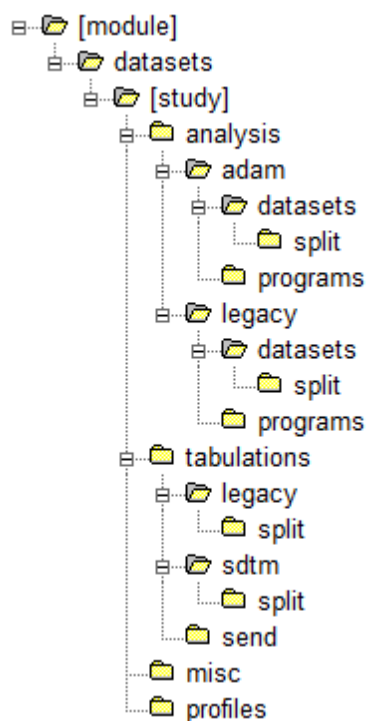 [module]
datasets
[study]
analysis
adam
datasets
split
programs
legacy
datasets
split
programs
tabulations
legacy
split
sdtm
split
send
misc
profiles